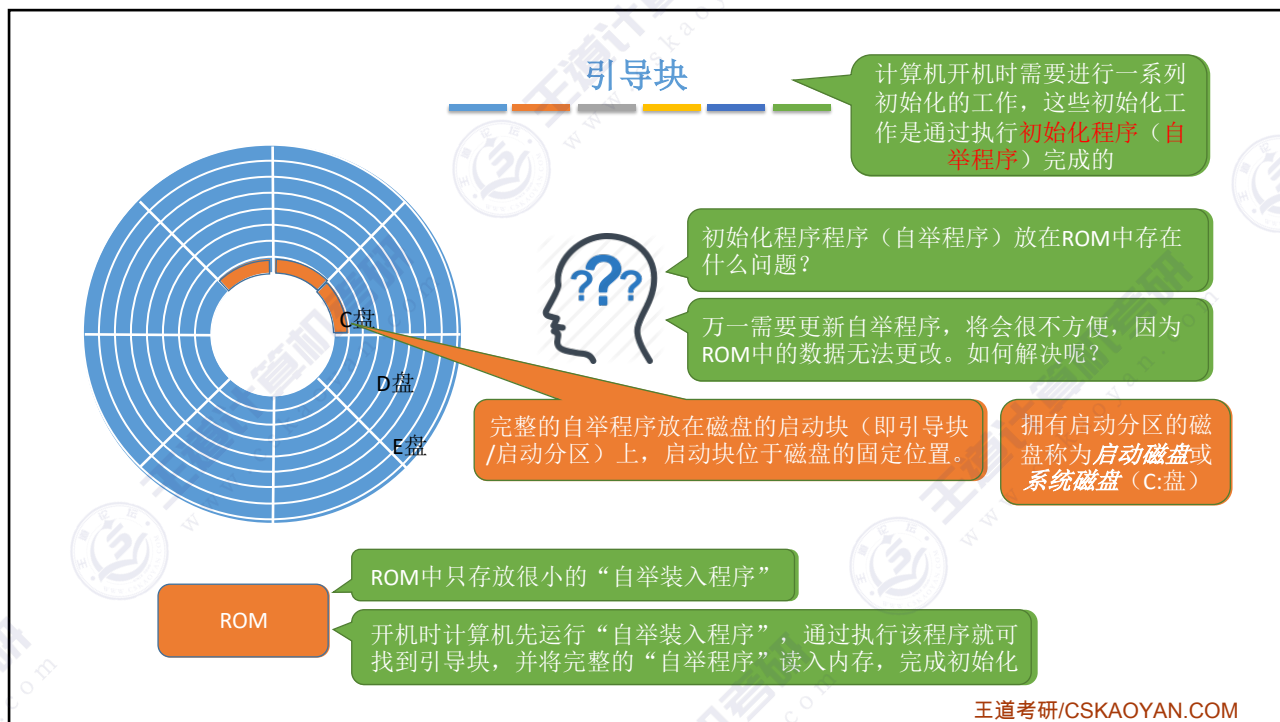 引导块
计算机开机时需要进行一系列
初始化的工作，这些初始化工
作是通过执行初始化程序（自
举程序）完成的
初始化程序程序（自举程序）放在ROM中存在
什么问题？
???
万一需要更新自举程序，将会很不方便，因为
ROM中的数据无法更改。如何解决呢？
C盘
D盘
E盘
完整的自举程序放在磁盘的启动块（即引导块
/启动分区）上，启动块位于磁盘的固定位置。
拥有启动分区的磁
盘称为启动磁盘或
系统磁盘（C:盘）
ROM
ROM中只存放很小的“自举装入程序”
开机时计算机先运行“自举装入程序”，通过执行该程序就可
找到引导块，并将完整的“自举程序”读入内存，完成初始化
王道考研/CSKAOYAN.COM